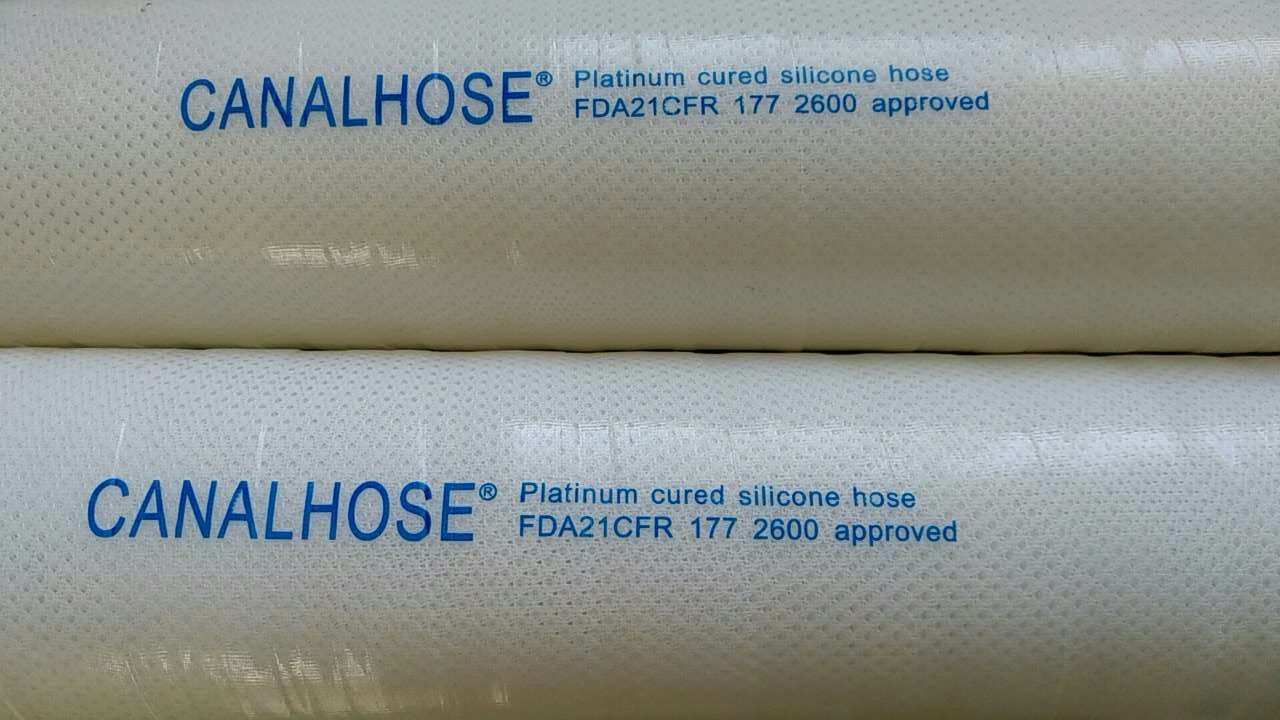 CANALHOSE® Platinum cured silicone hose
FDA21CFR 177 2600 approved
CANALHOSE® Platinum cured silicone hose
FDA21CFR 177 2600 approved